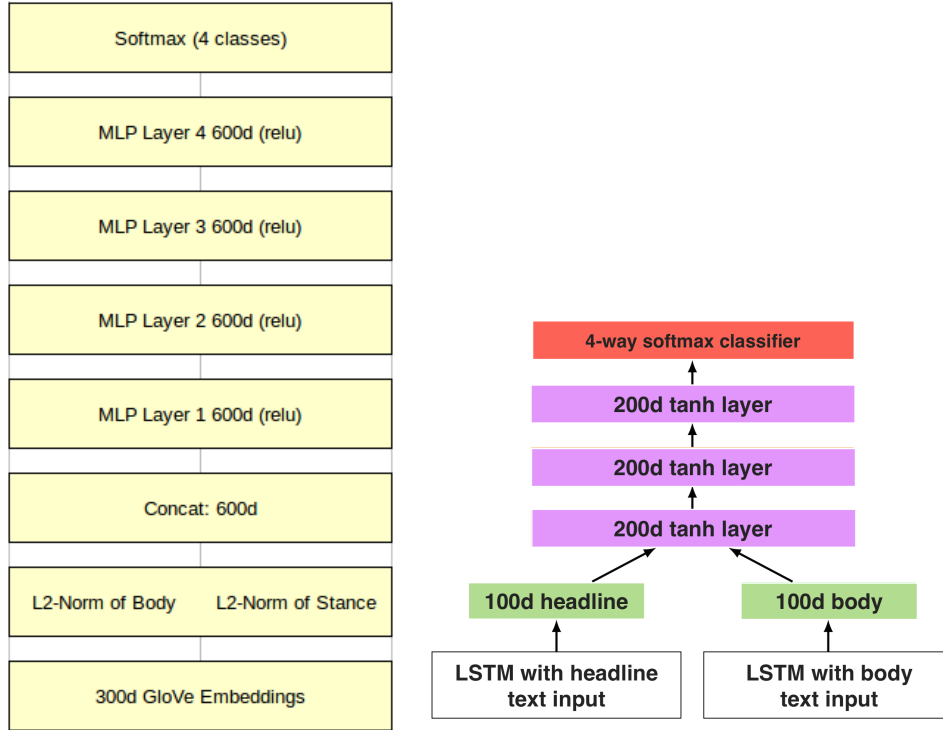 Softmax (4 classes)
MLP Layer 4 600d (relu)
MLP Layer 3 600d (relu)
MLP Layer 2 600d (relu)
MLP Layer 1 600d (relu)
Concat: 600d
L2-Norm of Body L2-Norm of Stance
300d GloVe Embeddings
4-way softmax classifier
200d tanh layer
200d tanh layer
200d tanh layer
100d headline
100d body
LSTM with headline
text input
LSTM with body
text input